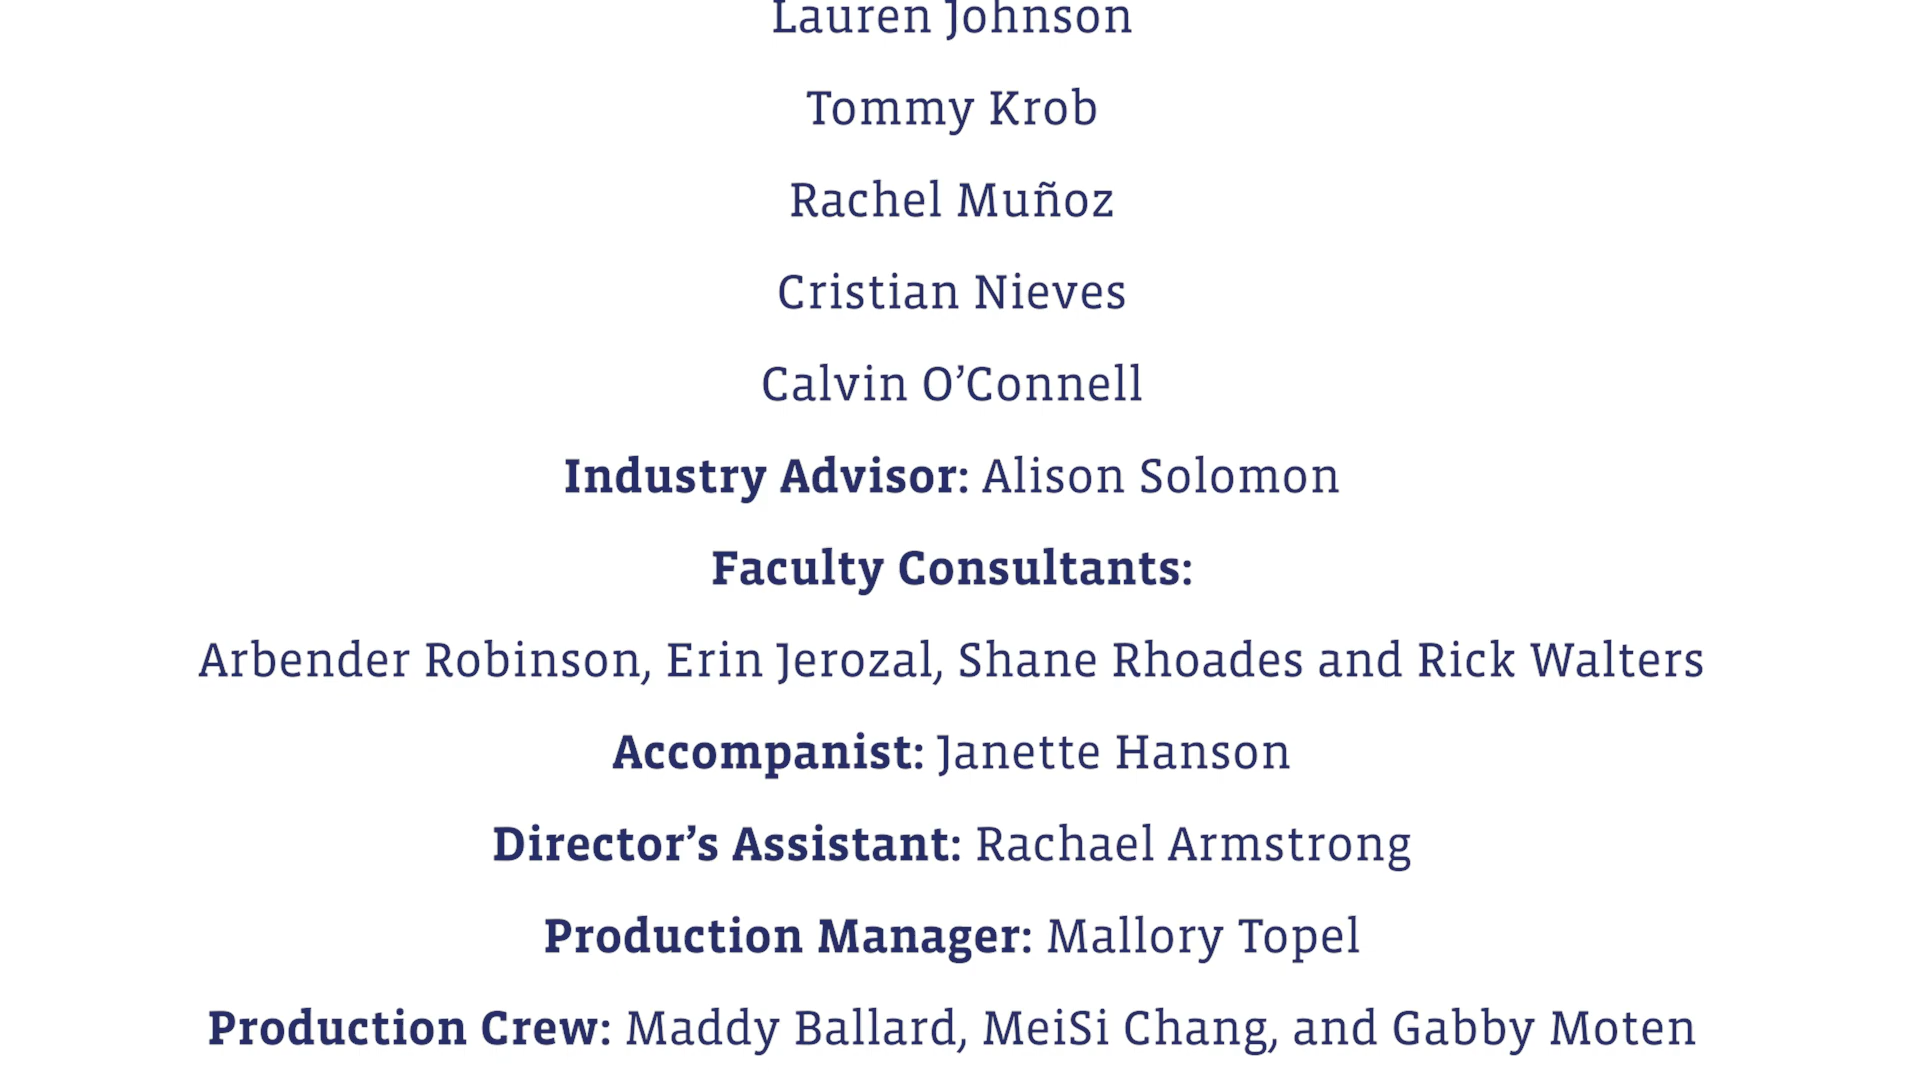 Lauren Johnson
Tommy Krob
Rachel Muñoz
Cristian Nieves
Calvin O’Connell
Industry Advisor: Alison Solomon
Faculty Consultants:
Arbender Robinson, Erin Jerozal, Shane Rhoades and Rick Walters
Accompanist: Janette Hanson
Director’s Assistant: Rachael Armstrong
Production Manager: Mallory Topel
Production Crew: Maddy Ballard, MeiSi Chang, and Gabby Moten